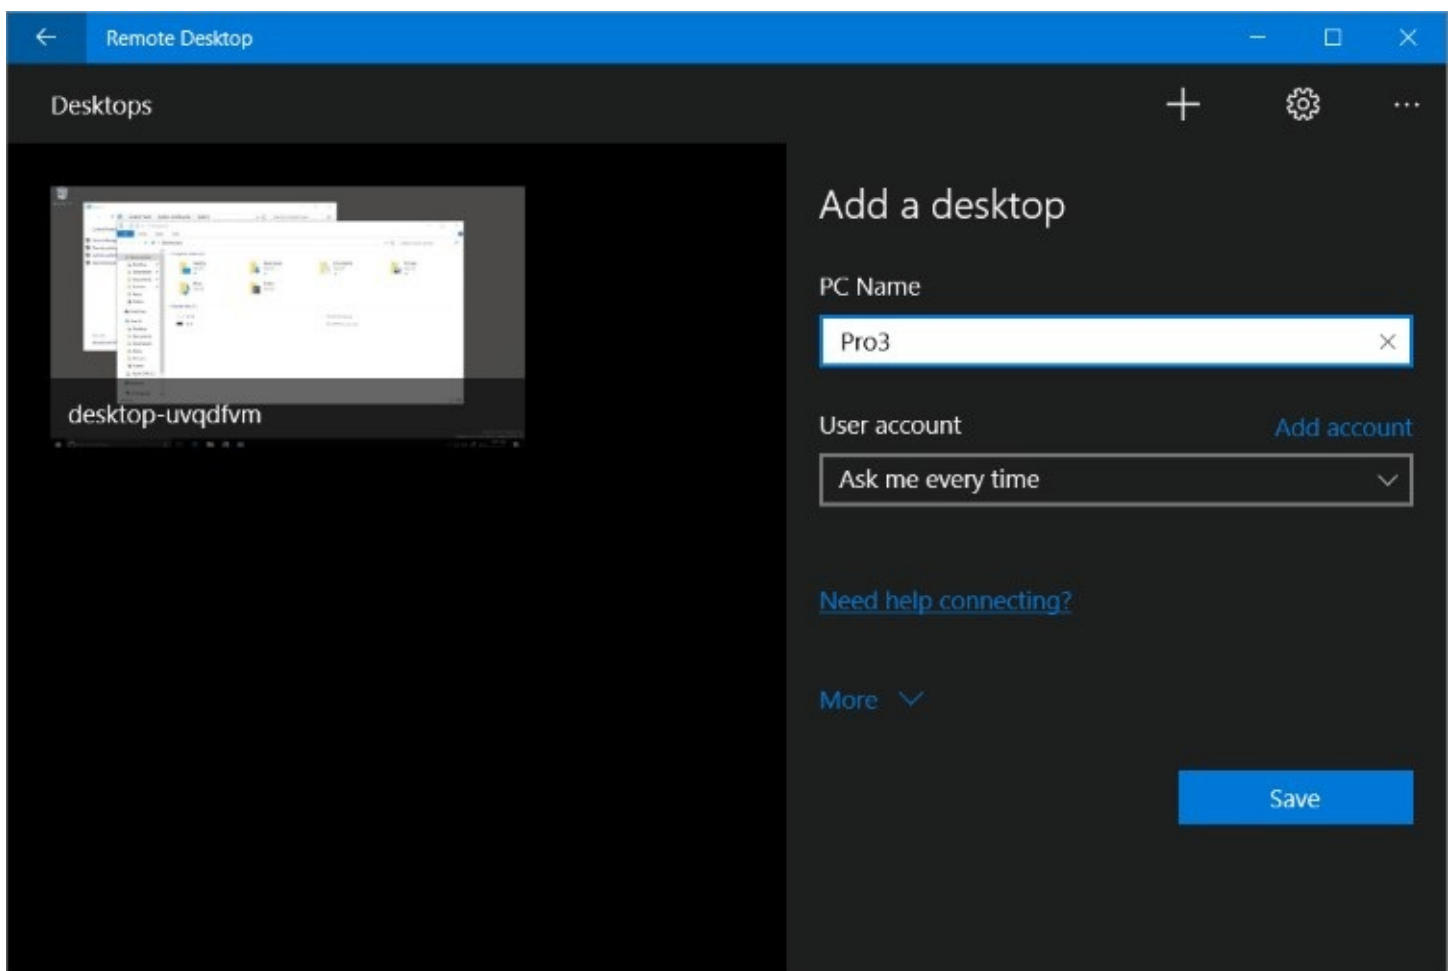 Remote Desktop
Desktops
desktop-uvqdfvm
Add a desktop
PC Name
Pro3
User account
Add account
Ask me every time
Need help connecting?
More
Save